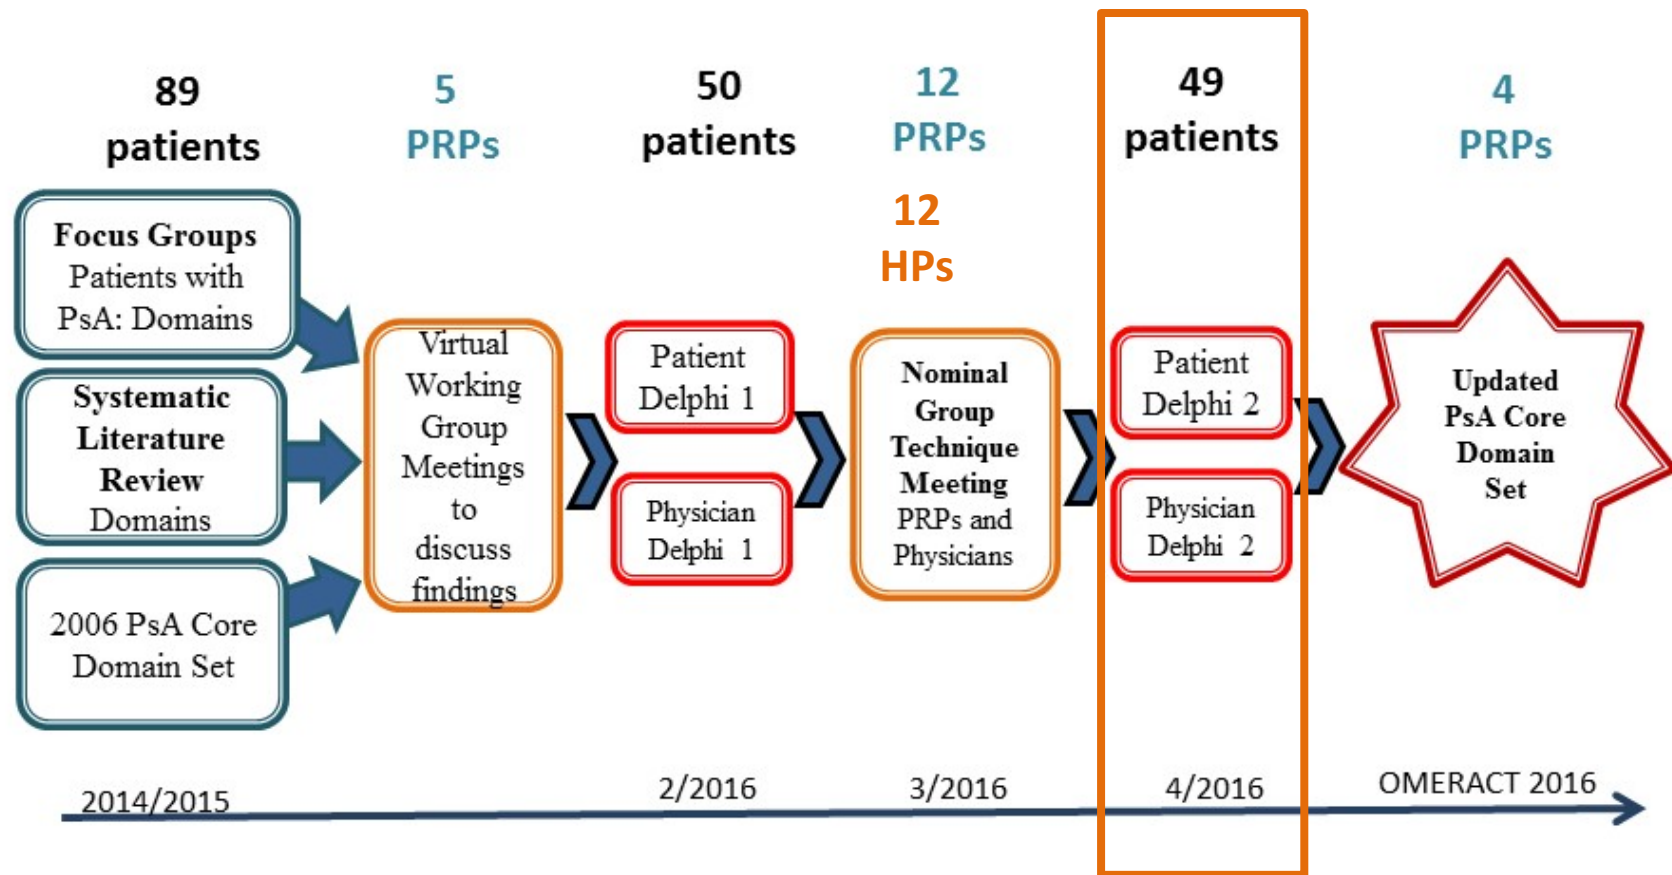 89
patients
5
PRPs
50
patients
12
PRPs
12
HPs
49
patients
4
PRPs
Focus Groups
Patients with
PsA: Domains
Systematic
Literature
Review
Domains
2006 PsA Core
Domain Set
Virtual
Working
Group
Meetings
to
discuss
findings
Patient
Delphi 1
Physician
Delphi 1
Nominal
Group
Technique
Meeting
PRPs and
Physicians
Patient
Delphi 2
Physician
Delphi 2
Updated
PsA Core
Domain
Set
2014/2015
2/2016
3/2016
4/2016
OMERACT 2016